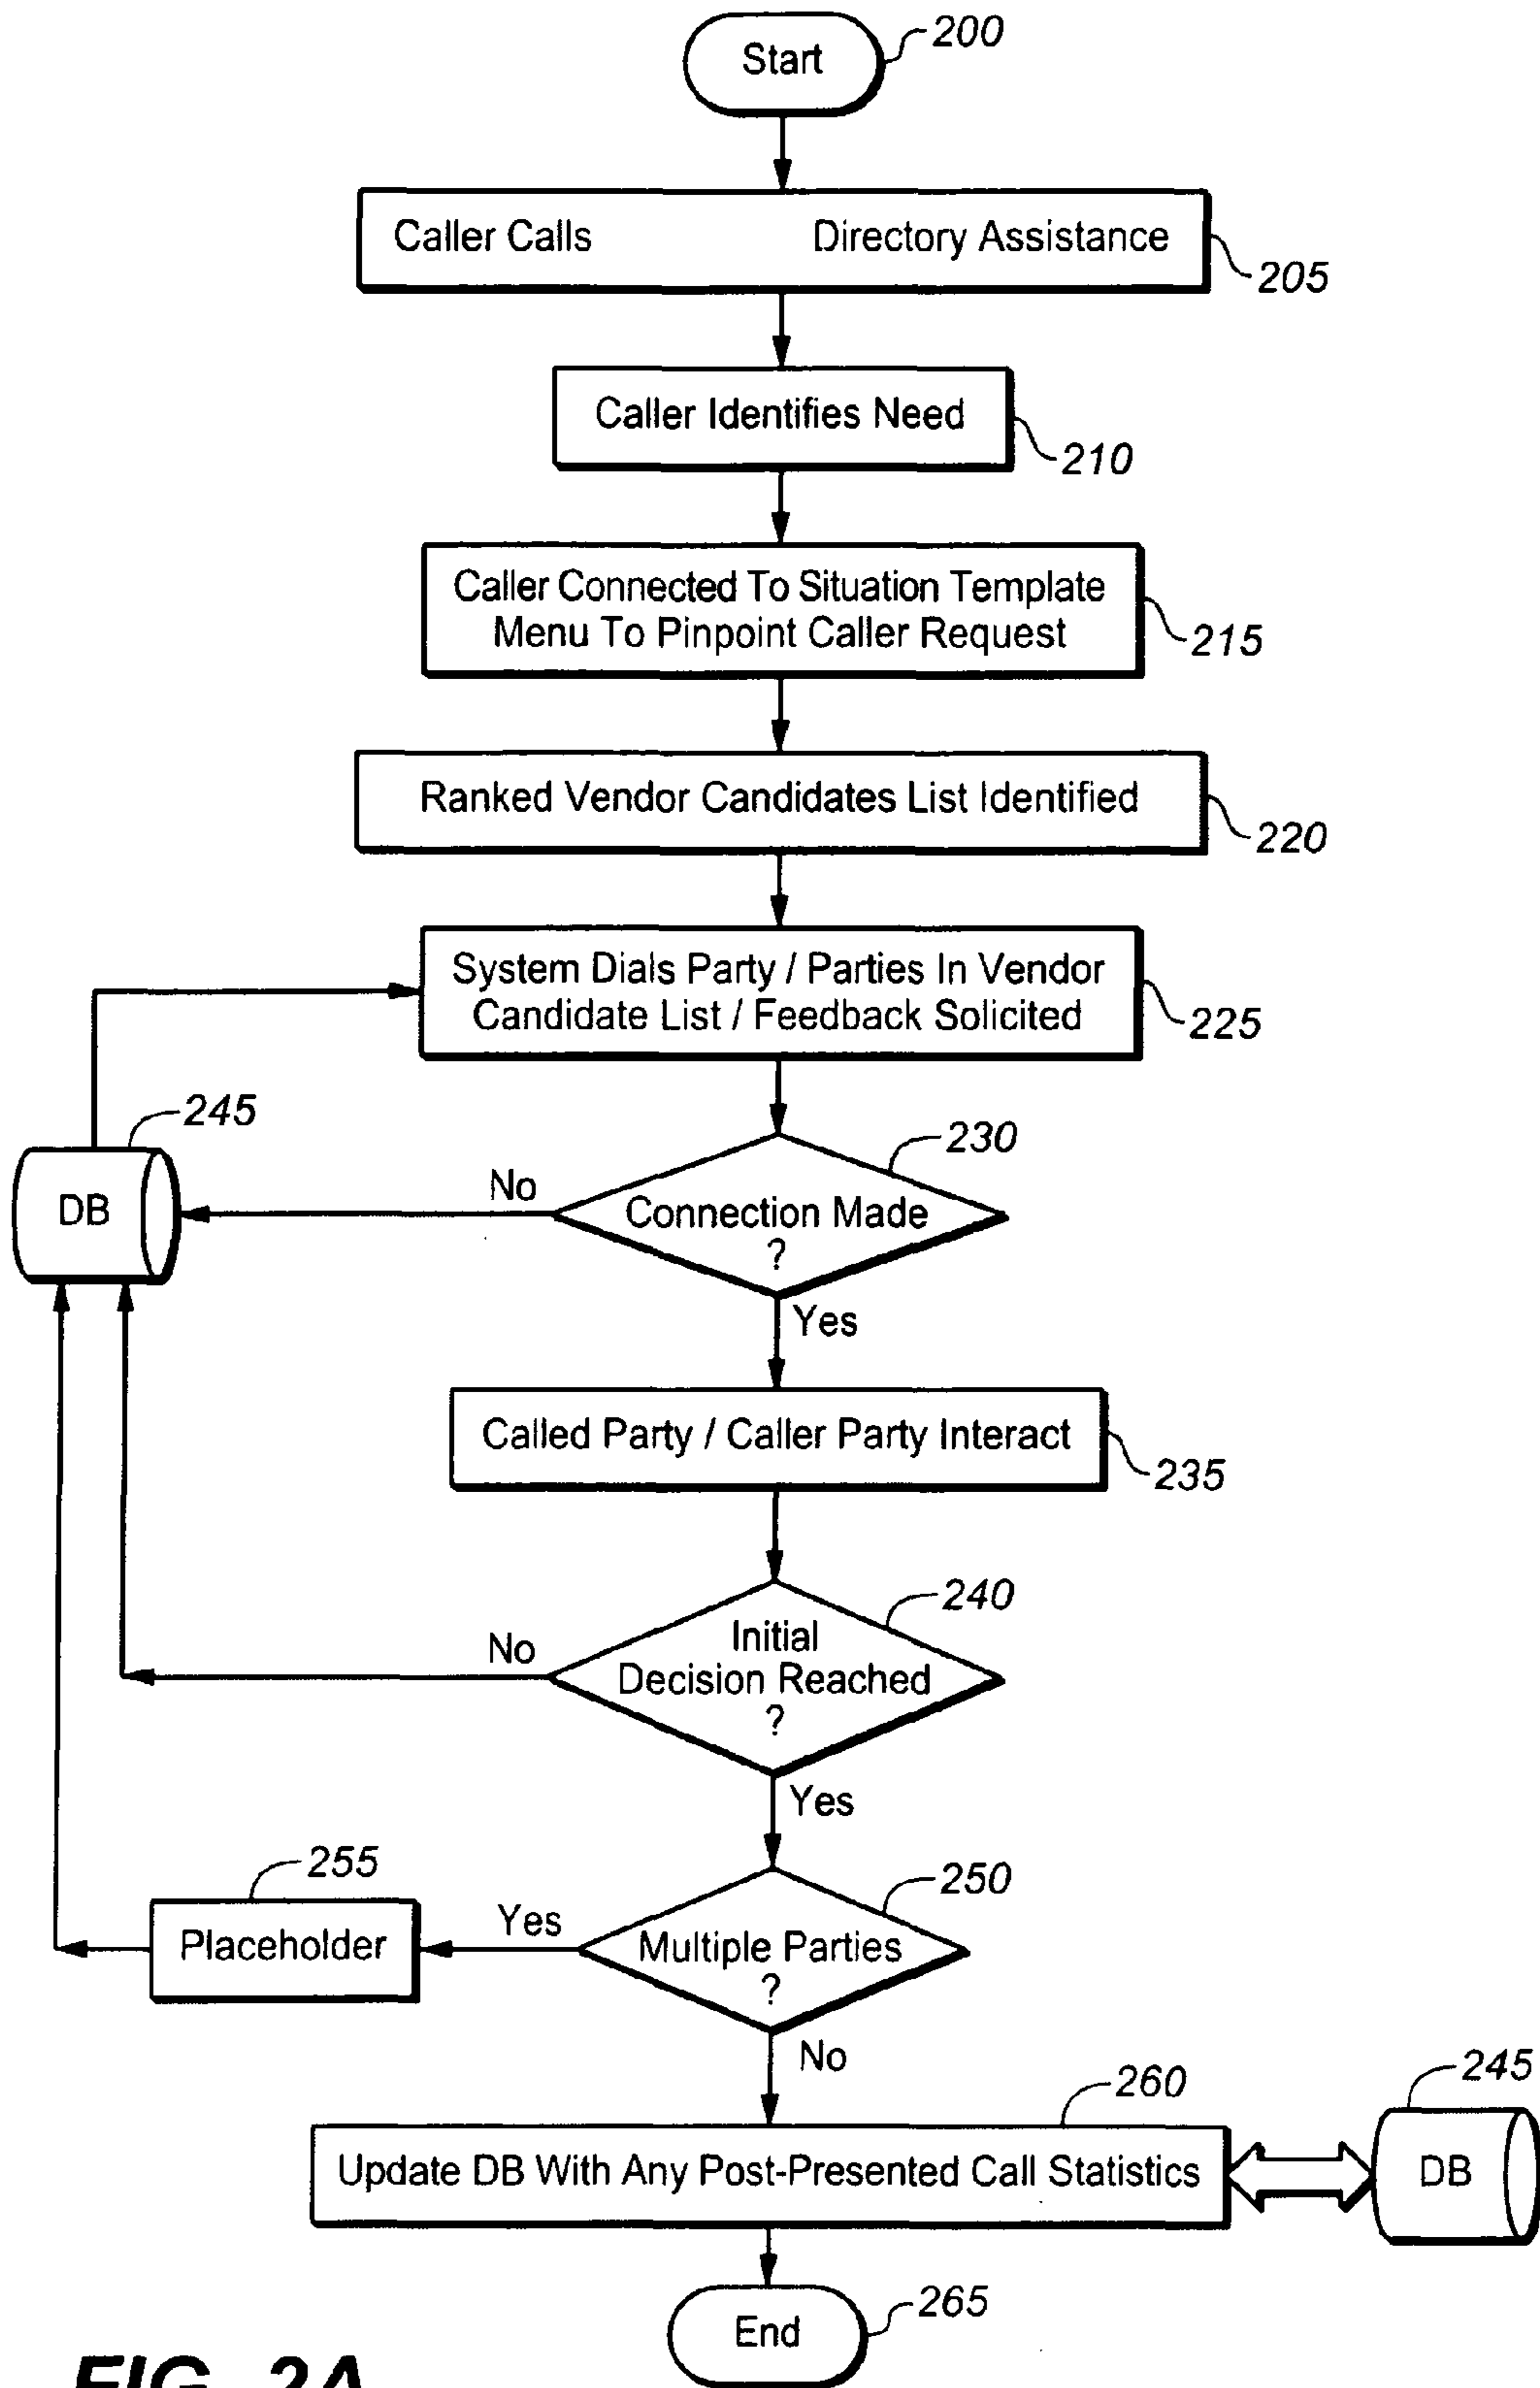 Start
200
Caller Calls Directory Assistance
205
Caller Identifies Need
210
Caller Connected To Situation Template
Menu To Pinpoint Caller Request
215
Ranked Vendor Candidates List Identified
220
System Dials Party / Parties In Vendor
Candidate List / Feedback Solicited
225
245
DB
230
No
Connection Made
?
Yes
Called Party / Caller Party Interact
235
240
No
Initial
Decision Reached
?
Yes
255
Placeholder
Yes
250
Multiple Parties
?
No
260
245
Update DB With Any Post-Presented Call Statistics
DB
End
265
FIG. 2A